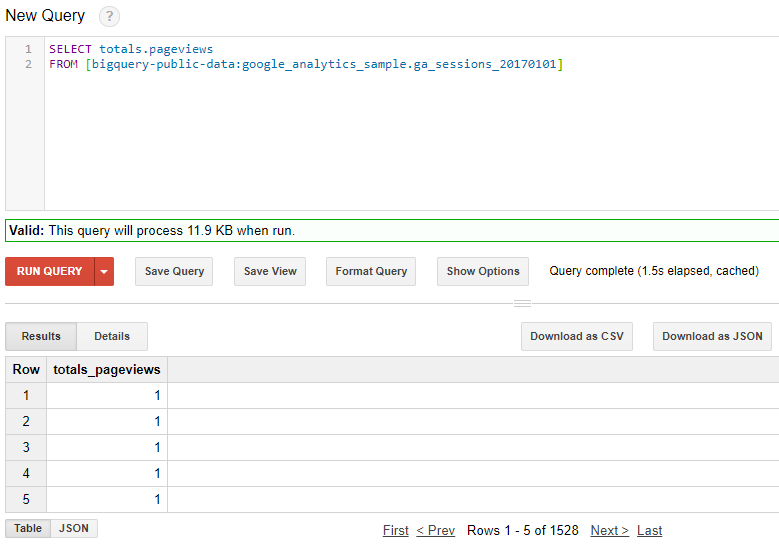 New Query ?
1 SELECT totals.pageviews
2 FROM [bigquery-public-data:google_analytics_sample.ga_sessions_20170101]
Valid: This query will process 11.9 KB when run.
RUN QUERY Save Query Save View Format Query Show Options Query complete (1.5s elapsed, cached)
Results Details Download as CSV Download as JSON
Row totals_pageviews
1 1
2 1
3 1
4 1
5 1
Table JSON First < Prev Rows 1 - 5 of 1528 Next > Last